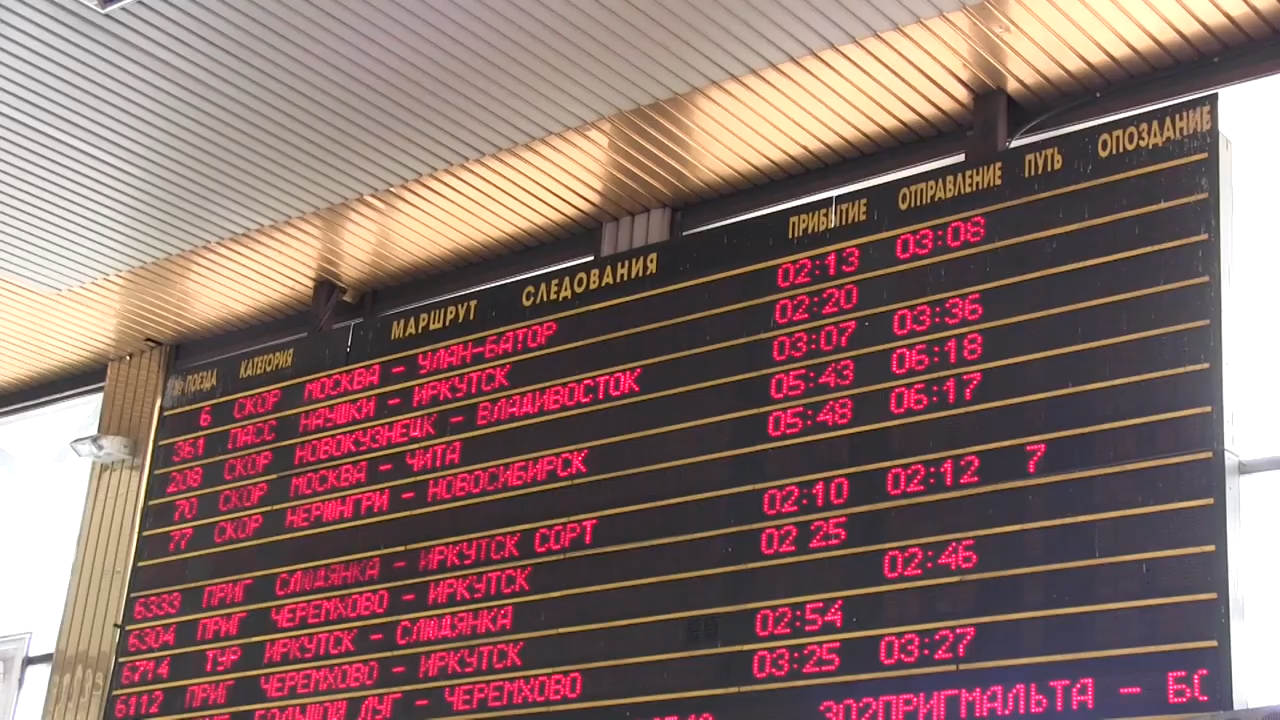 № ПОЕЗДА КАТЕГОРИЯ МАРШРУТ СЛЕДОВАНИЯ ПРИБЫТИЕ ОТПРАВЛЕНИЕ ПУТЬ ОПОЗДАНИЕ
6 СКОР МОСКВА - УЛАН-БАТОР 02:13 03:08
361 ПАСС НАУШКИ - ИРКУТСК 02:20
208 СКОР НОВОКУЗНЕЦК - ВЛАДИВОСТОК 03:07 03:36
70 СКОР МОСКВА - ЧИТА 05:43 06:18
77 СКОР НЕРЮНГРИ - НОВОСИБИРСК 05:48 06:17
6333 ПРИГ СЛЮДЯНКА - ИРКУТСК СОРТ 02:10 02:12 7
6304 ПРИГ ЧЕРЕМХОВО - ИРКУТСК 02 25
6714 ТУР ИРКУТСК - СЛЮДЯНКА 02:46
6112 ПРИГ ЧЕРЕМХОВО - ИРКУТСК 02:54
ЛУГ - ЧЕРЕМХОВО 03:25 03:27
302ПРИГМАЛЬТА - БО